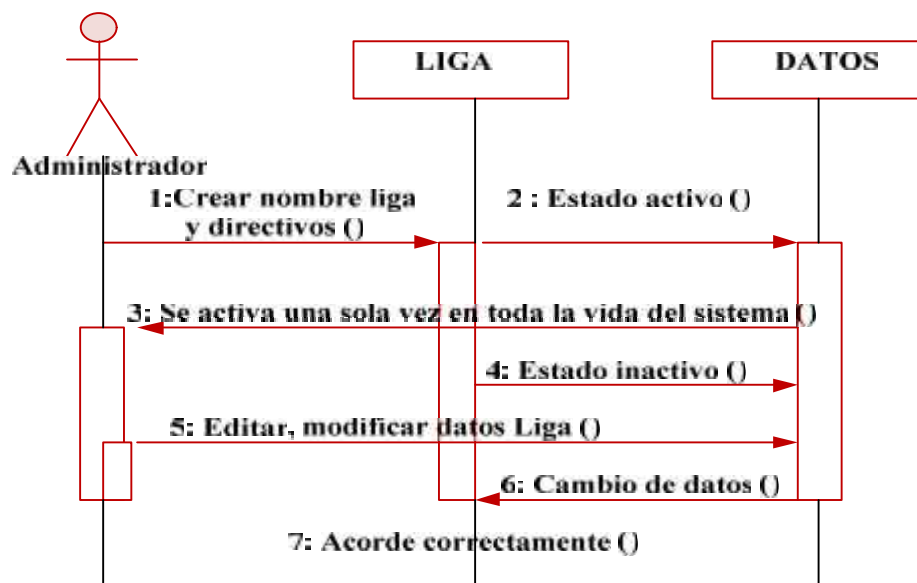 LIGA
DATOS
Administrador
1:Crear nombre liga
y directivos ()
2 : Estado activo ()
3: Se activa una sola vez en toda la vida del sistema ()
4: Estado inactivo ()
5: Editar, modificar datos Liga ()
6: Cambio de datos ()
7: Acorde correctamente ()